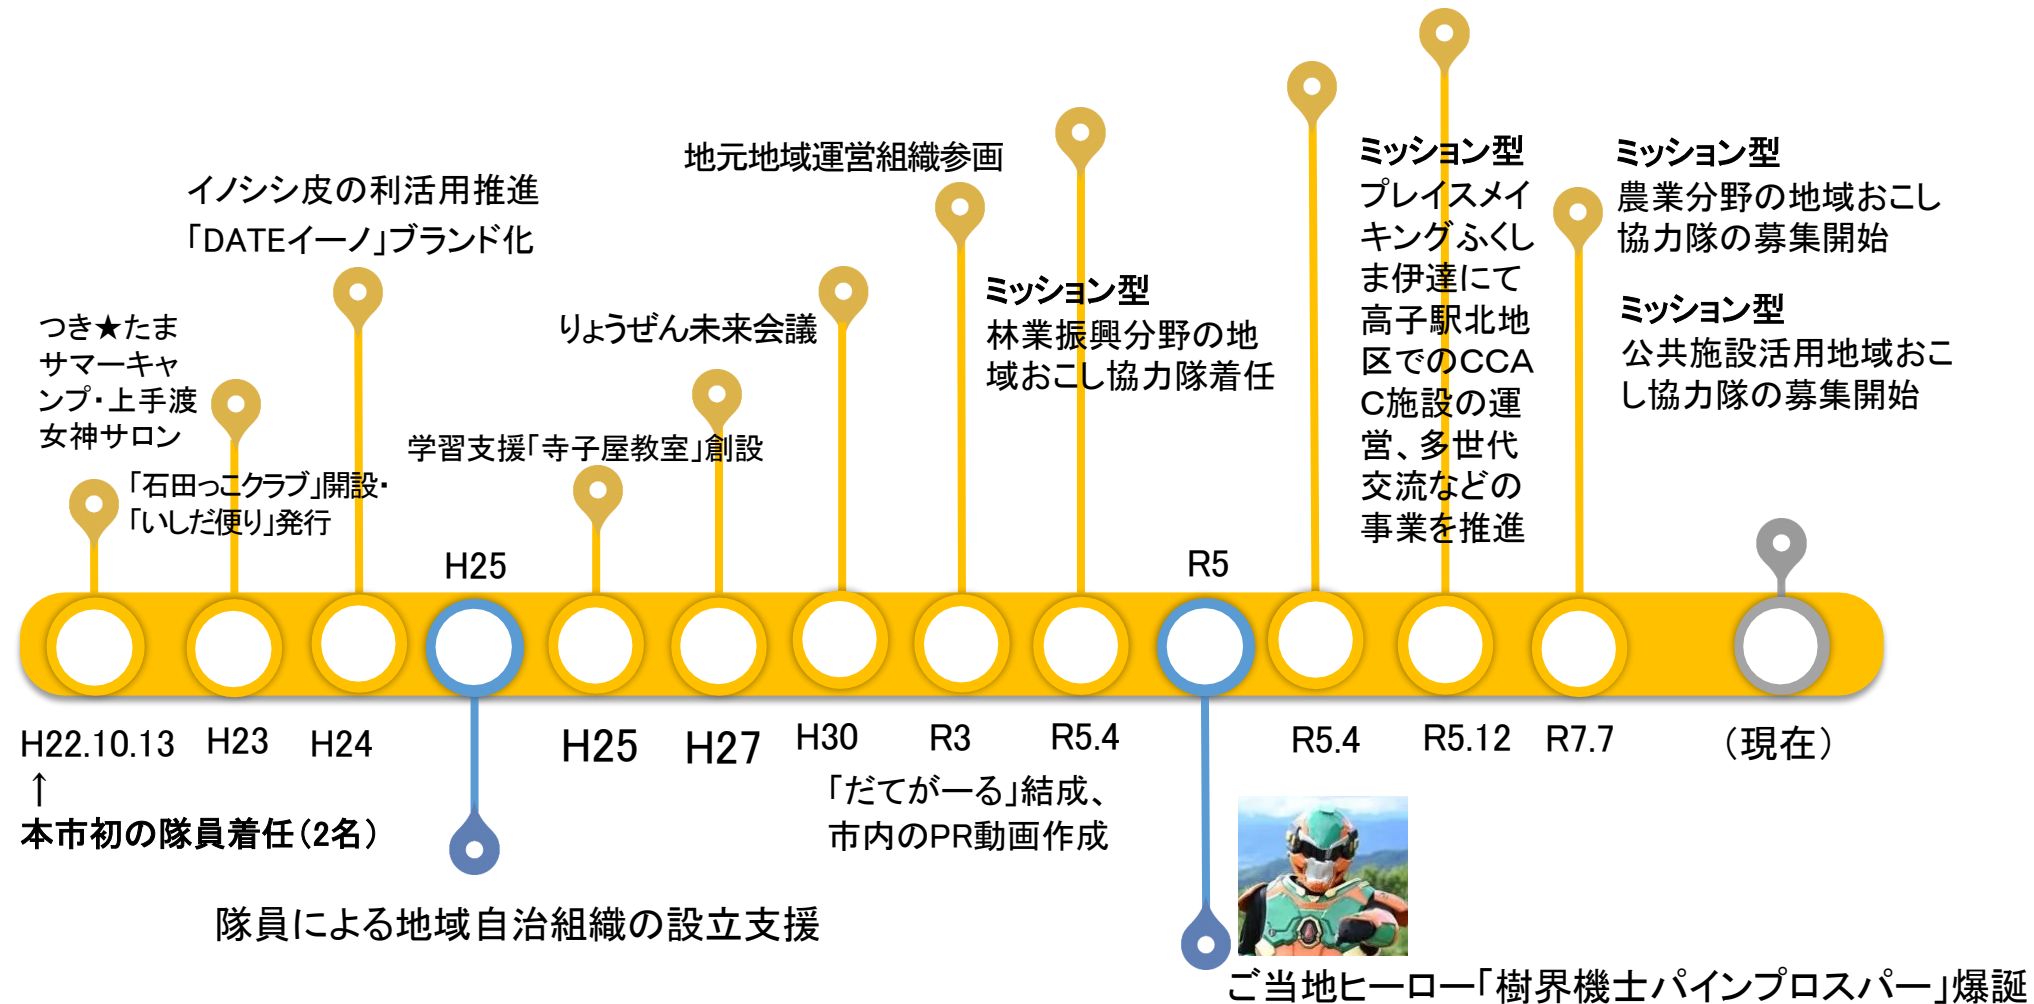 地元地域運営組織参画
イノシシ皮の利活用推進
「DATEイーノ」ブランド化
つき★たま
サマーキャ
ンプ・上手渡
女神サロン
「石田っこクラブ」開設・
「いしだ便り」発行
学習支援「寺子屋教室」創設
りょうぜん未来会議
ミッション型
林業振興分野の地
域おこし協力隊着任
ミッション型
プレイスメイ
キングふくし
ま伊達にて
高子駅北地
区でのCCA
C施設の運
営、多世代
交流などの
事業を推進
ミッション型
農業分野の地域おこし
協力隊の募集開始
ミッション型
公共施設活用地域おこ
し協力隊の募集開始
H25
R5
H22.10.13
H23
H24
H25
H27
H30
R3
R5.4
R5.4
R5.12
R7.7
（現在）
↑
本市初の隊員着任（2名）
「だてがーる」結成、
市内のPR動画作成
隊員による地域自治組織の設立支援
ご当地ヒーロー「樹界機士パインプロスパー」爆誕